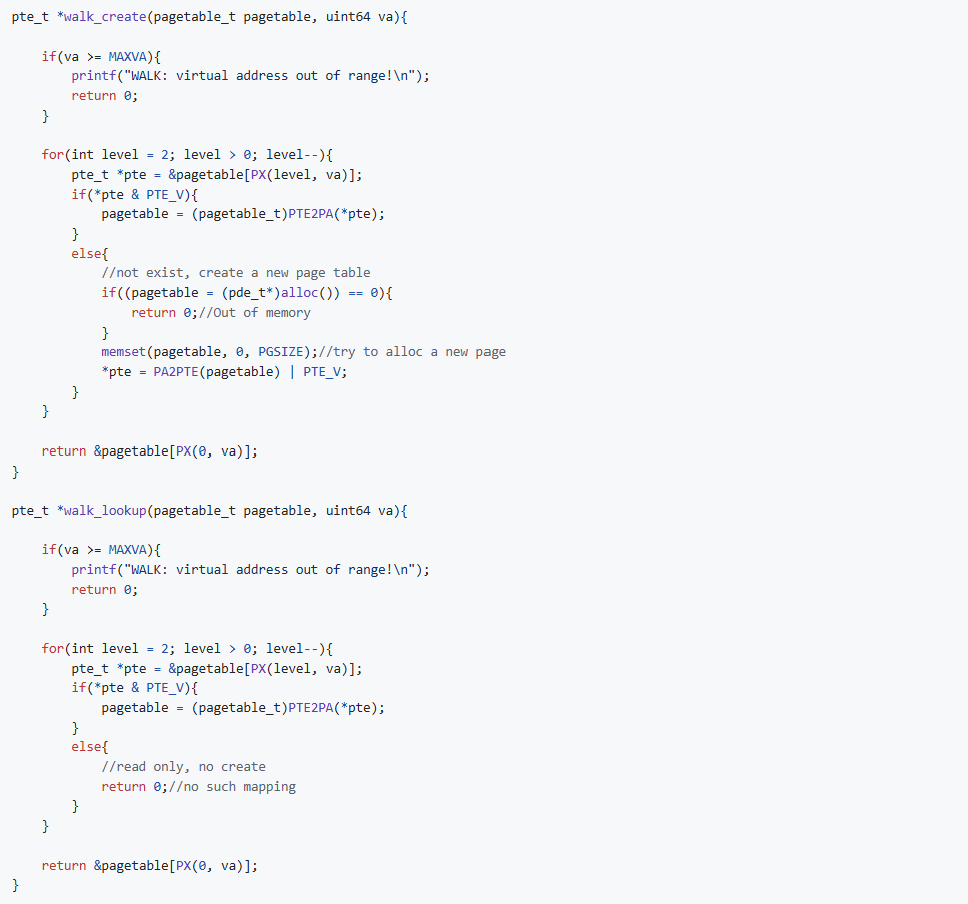 pte_t *walk_create(pagetable_t pagetable, uint64 va){
    if(va >= MAXVA){
        printf("WALK: virtual address out of range!\n");
        return 0;
    }
    for(int level = 2; level > 0; level--){
        pte_t *pte = &pagetable[PX(level, va)];
        if(*pte & PTE_V){
            pagetable = (pagetable_t)PTE2PA(*pte);
        }
        else{
            //not exist, create a new page table
            if((pagetable = (pde_t*)alloc()) == 0){
                return 0;//Out of memory
            }
            memset(pagetable, 0, PGSIZE);//try to alloc a new page
            *pte = PA2PTE(pagetable) | PTE_V;
        }
    }
    return &pagetable[PX(0, va)];
}
pte_t *walk_lookup(pagetable_t pagetable, uint64 va){
    if(va >= MAXVA){
        printf("WALK: virtual address out of range!\n");
        return 0;
    }
    for(int level = 2; level > 0; level--){
        pte_t *pte = &pagetable[PX(level, va)];
        if(*pte & PTE_V){
            pagetable = (pagetable_t)PTE2PA(*pte);
        }
        else{
            //read only, no create
            return 0;//no such mapping
        }
    }
    return &pagetable[PX(0, va)];
}